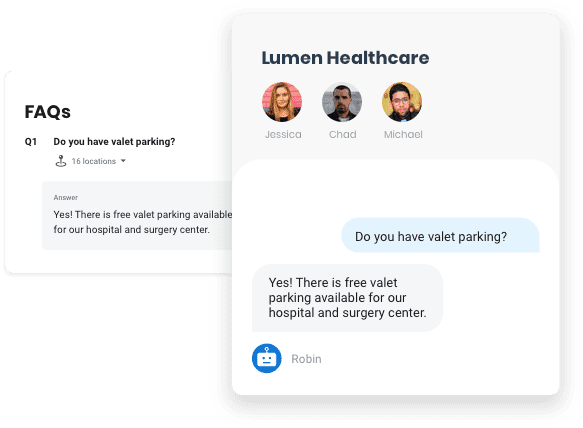 FAQs
Q1 Do you have valet parking?
16 locations
Answer
Yes! There is free valet parking available
for our hospital and surgery center.
Lumen Healthcare
Jessica Chad Michael
Do you have valet parking?
Yes! There is free valet
parking available for our
hospital and surgery center.
Robin